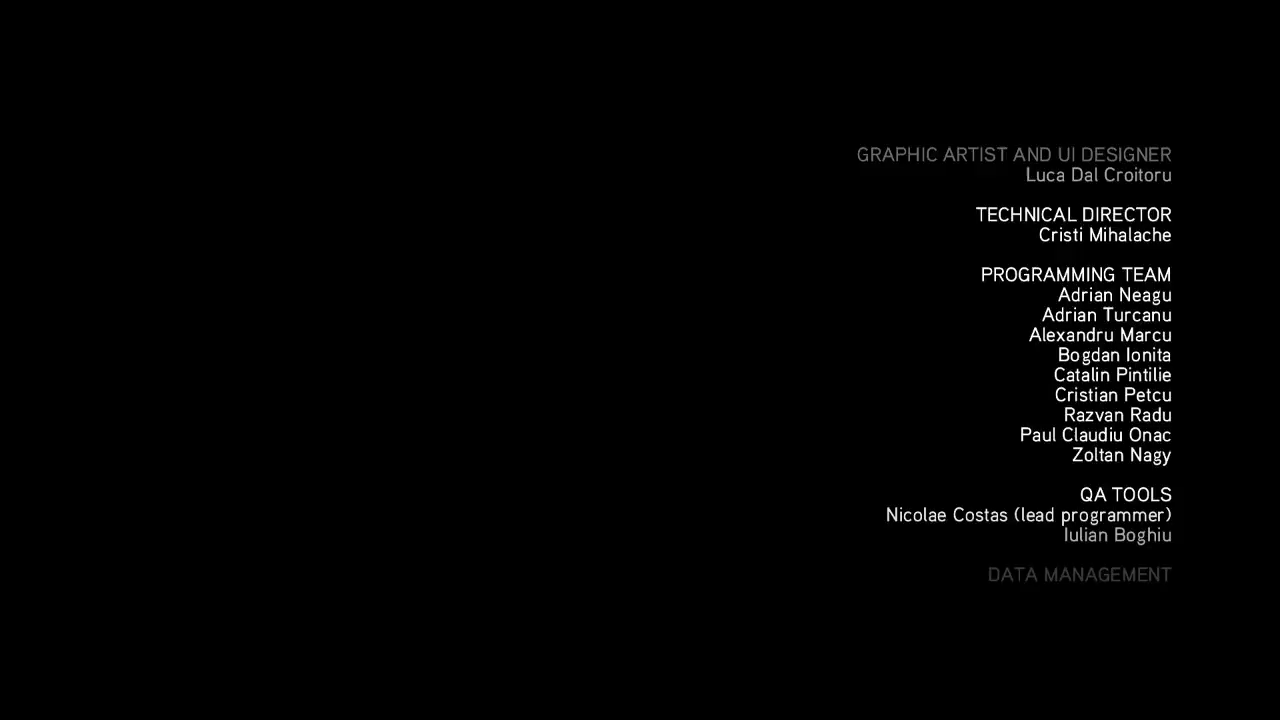 GRAPHIC ARTIST AND UI DESIGNER
Luca Dal Croitoru
TECHNICAL DIRECTOR
Cristi Mihalache
PROGRAMMING TEAM
Adrian Neagu
Adrian Turcanu
Alexandru Marcu
Bogdan Ionita
Catalin Pintilie
Cristian Petcu
Razvan Radu
Paul Claudiu Onac
Zoltan Nagy
QA TOOLS
Nicolae Costas (lead programmer)
Iulian Boghiu
DATA MANAGEMENT